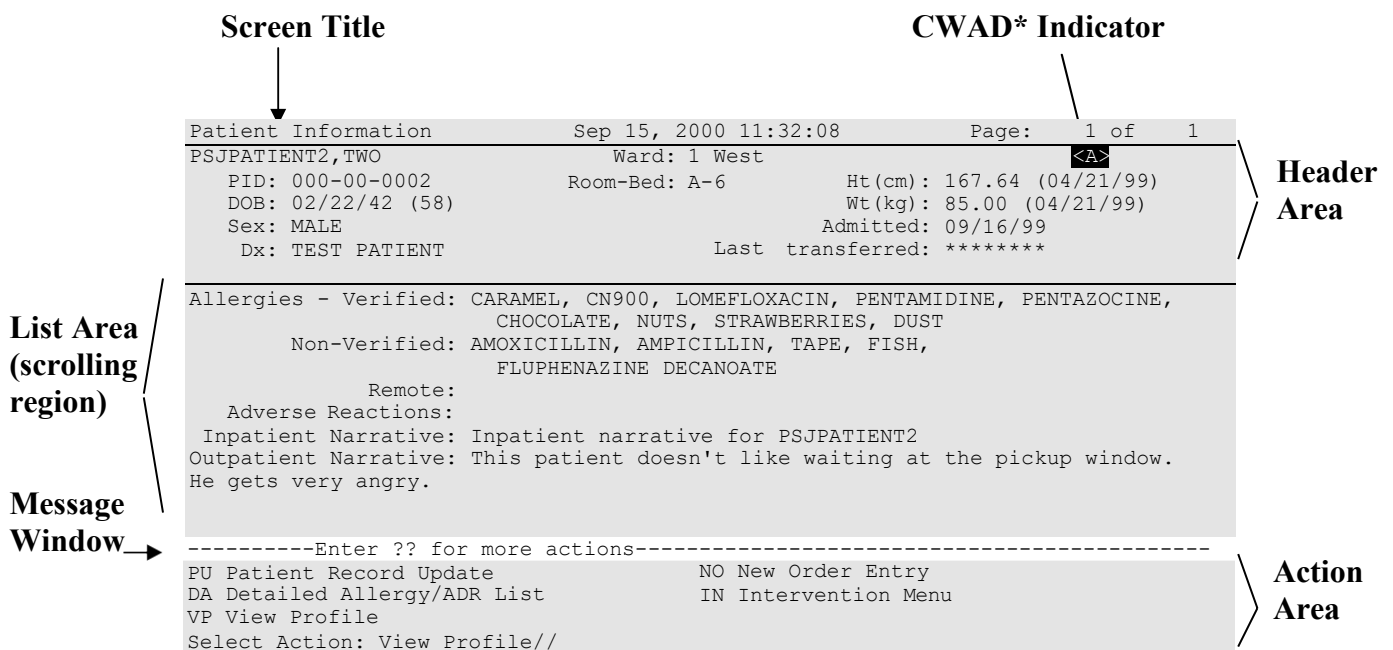 Screen Title CWAD* Indicator
Patient Information Sep 15, 2000 11:32:08 Page: 1 of 1
PSJPATIENT2,TWO Ward: 1 West <A>
PID: 000-00-0002 Room-Bed: A-6 Ht(cm): 167.64 (04/21/99)
DOB: 02/22/42 (58) Wt(kg): 85.00 (04/21/99)
Sex: MALE Admitted: 09/16/99
Dx: TEST PATIENT Last transferred: ********
Header
Area
Allergies - Verified: CARAMEL, CN900, LOMEFLOXACIN, PENTAMIDINE, PENTAZOCINE,
CHOCOLATE, NUTS, STRAWBERRIES, DUST
Non-Verified: AMOXICILLIN, AMPICILLIN, TAPE, FISH,
FLUPHENAZINE DECANOATE
Remote:
Adverse Reactions:
Inpatient Narrative: Inpatient narrative for PSJPATIENT2
Outpatient Narrative: This patient doesn't like waiting at the pickup window.
He gets very angry.
List Area
(scrolling
region)
Message
Window
----------Enter ?? for more actions---------------------------------------------
PU Patient Record Update NO New Order Entry
DA Detailed Allergy/ADR List IN Intervention Menu
VP View Profile
Select Action: View Profile//
Action
Area